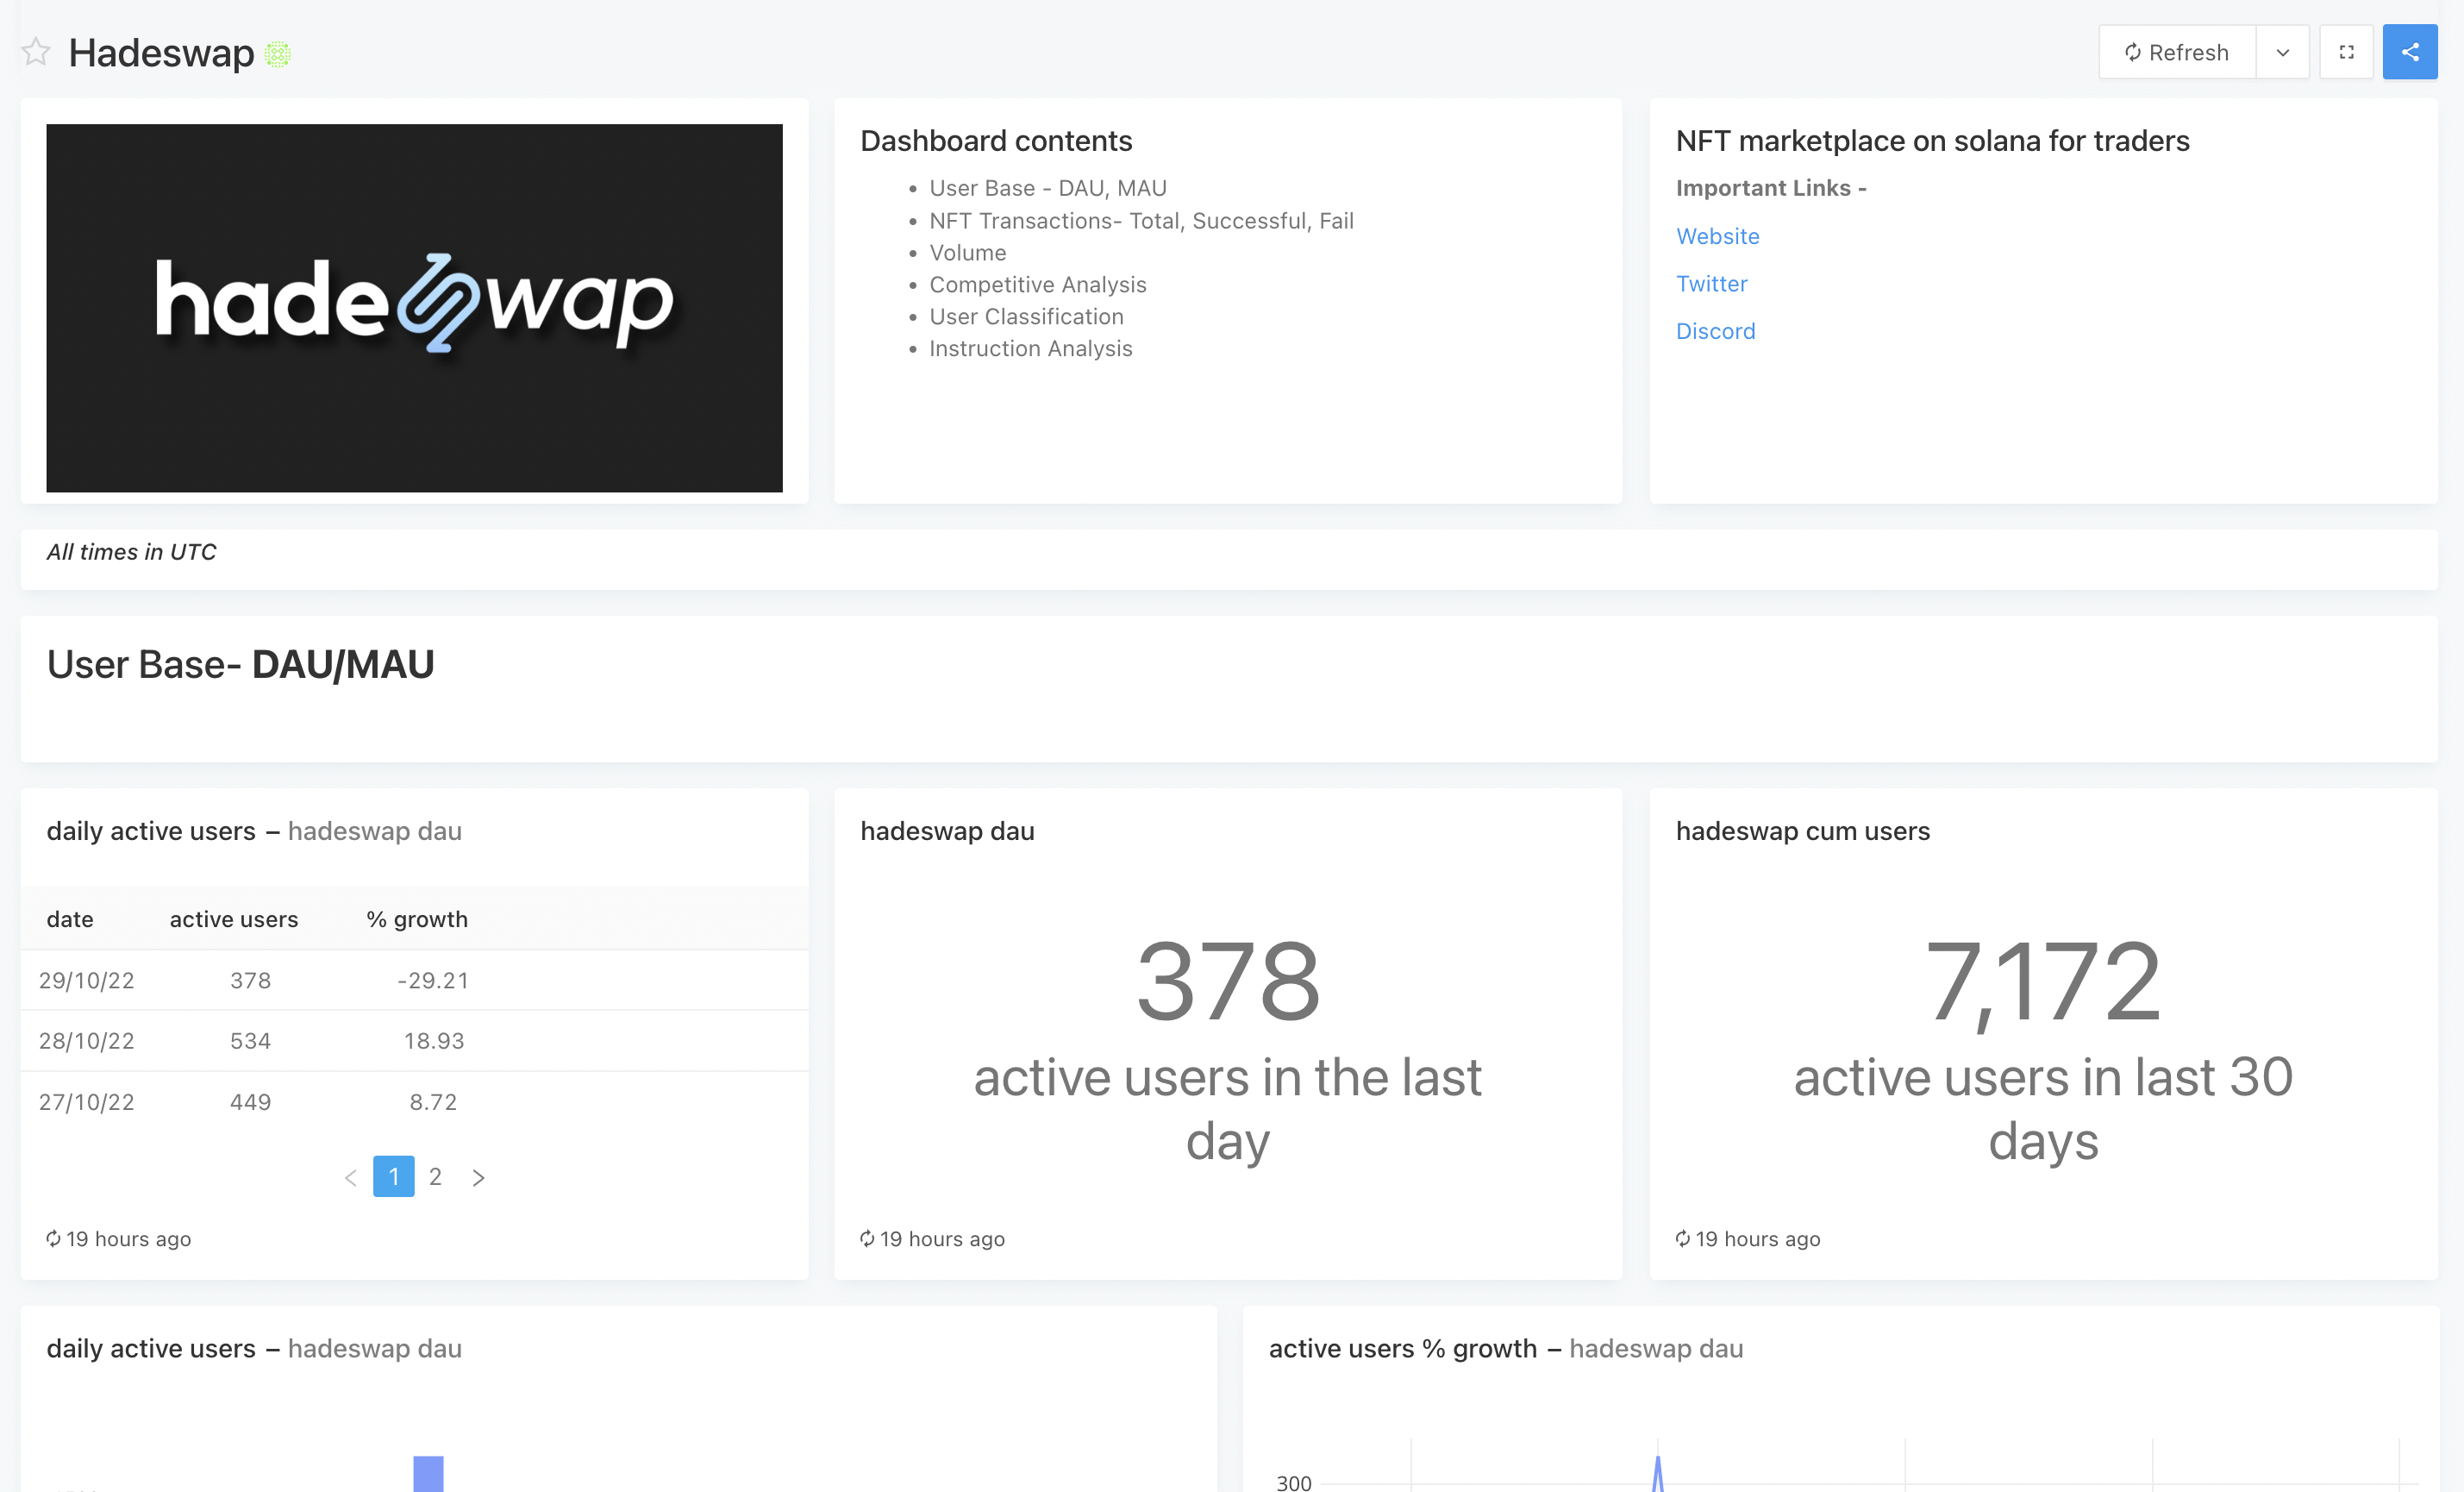 Hadeswap
Refresh
hadeswap
Dashboard contents
User Base - DAU, MAU
NFT Transactions- Total, Successful, Fail
Volume
Competitive Analysis
User Classification
Instruction Analysis
NFT marketplace on solana for traders
Important Links -
Website
Twitter
Discord
All times in UTC
User Base- DAU/MAU
daily active users – hadeswap dau
date active users % growth
29/10/22 378 -29.21
28/10/22 534 18.93
27/10/22 449 8.72
< 1 2 >
19 hours ago
hadeswap dau
378
active users in the last
day
19 hours ago
hadeswap cum users
7,172
active users in last 30
days
19 hours ago
daily active users – hadeswap dau
active users % growth – hadeswap dau
300